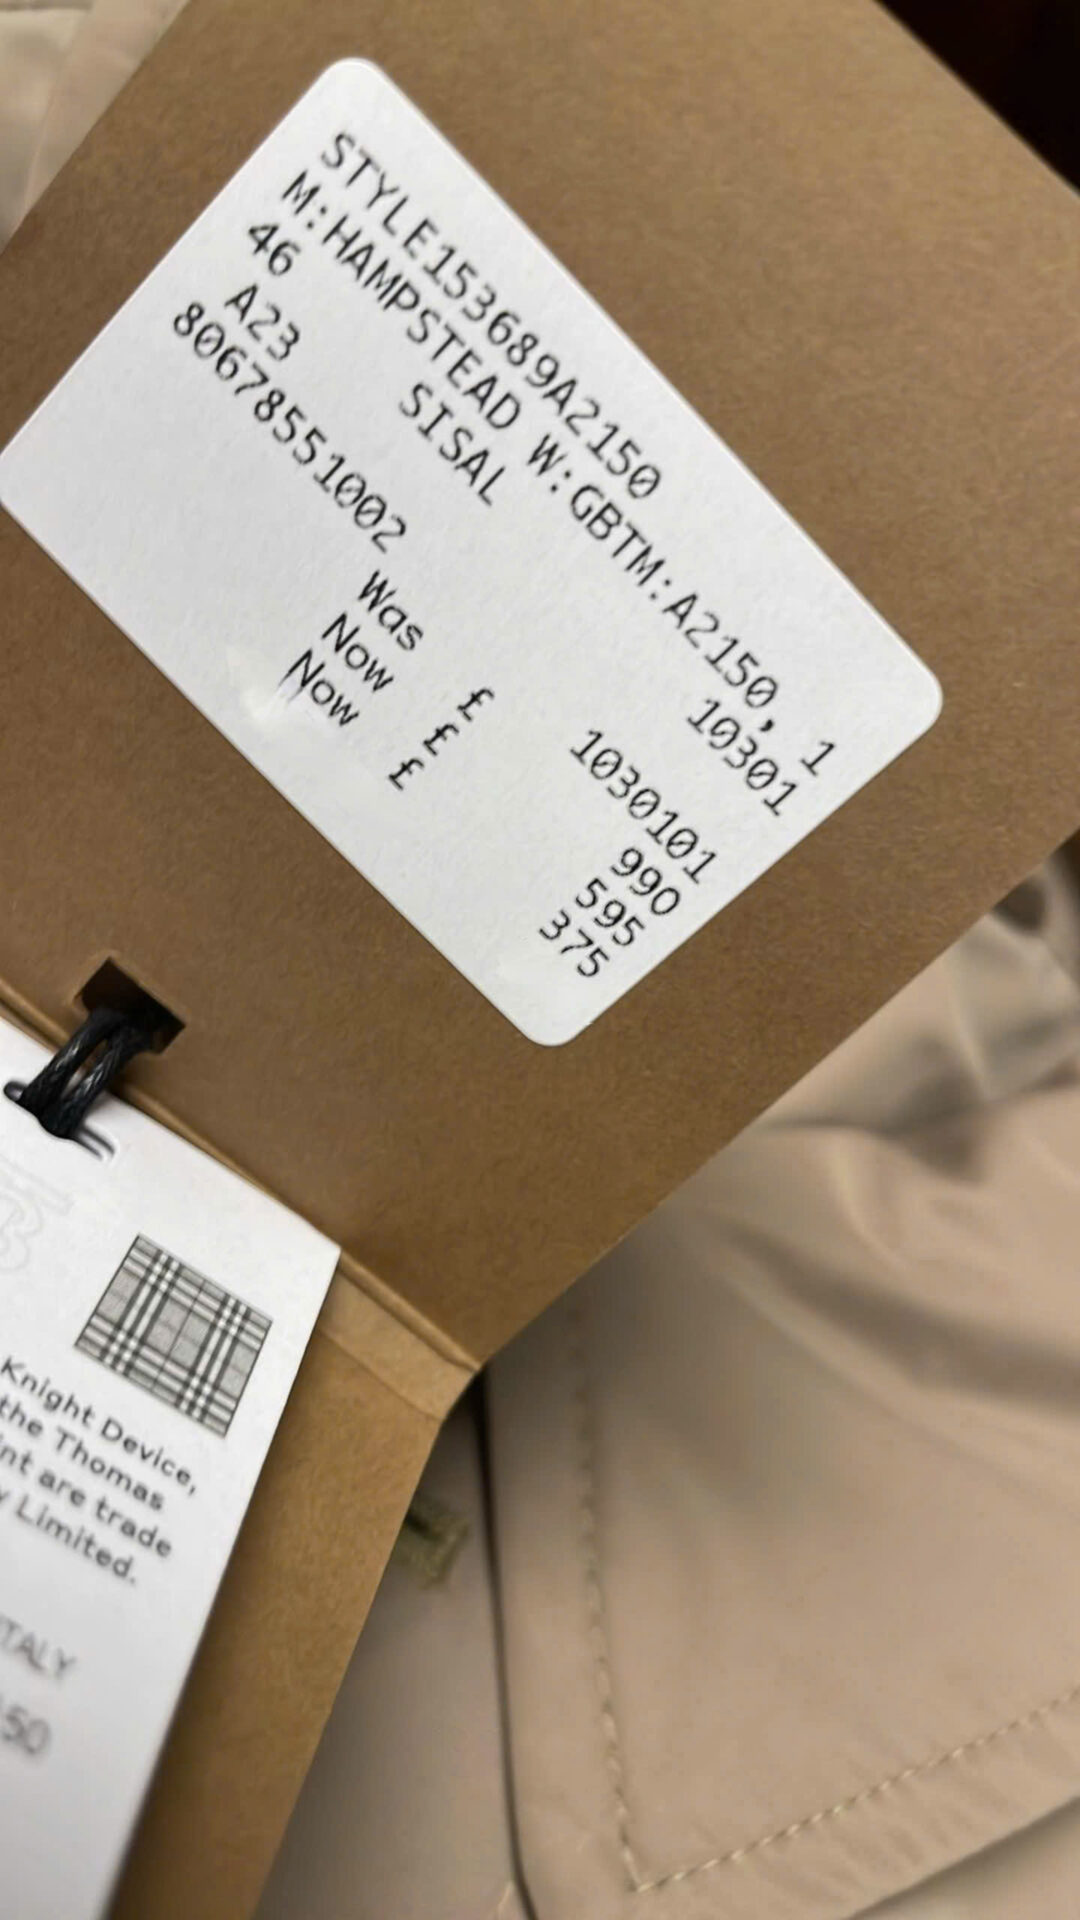 STYLE153689A2150
M:HAMPSTEAD W:GBTM:A2150, 1
46 SISAL 10301
A23
80678551002 1030101
Was £ 990
Now £ 595
Now £ 375
Knight Device,
the Thomas
are trade
Limited.
ITALY
50